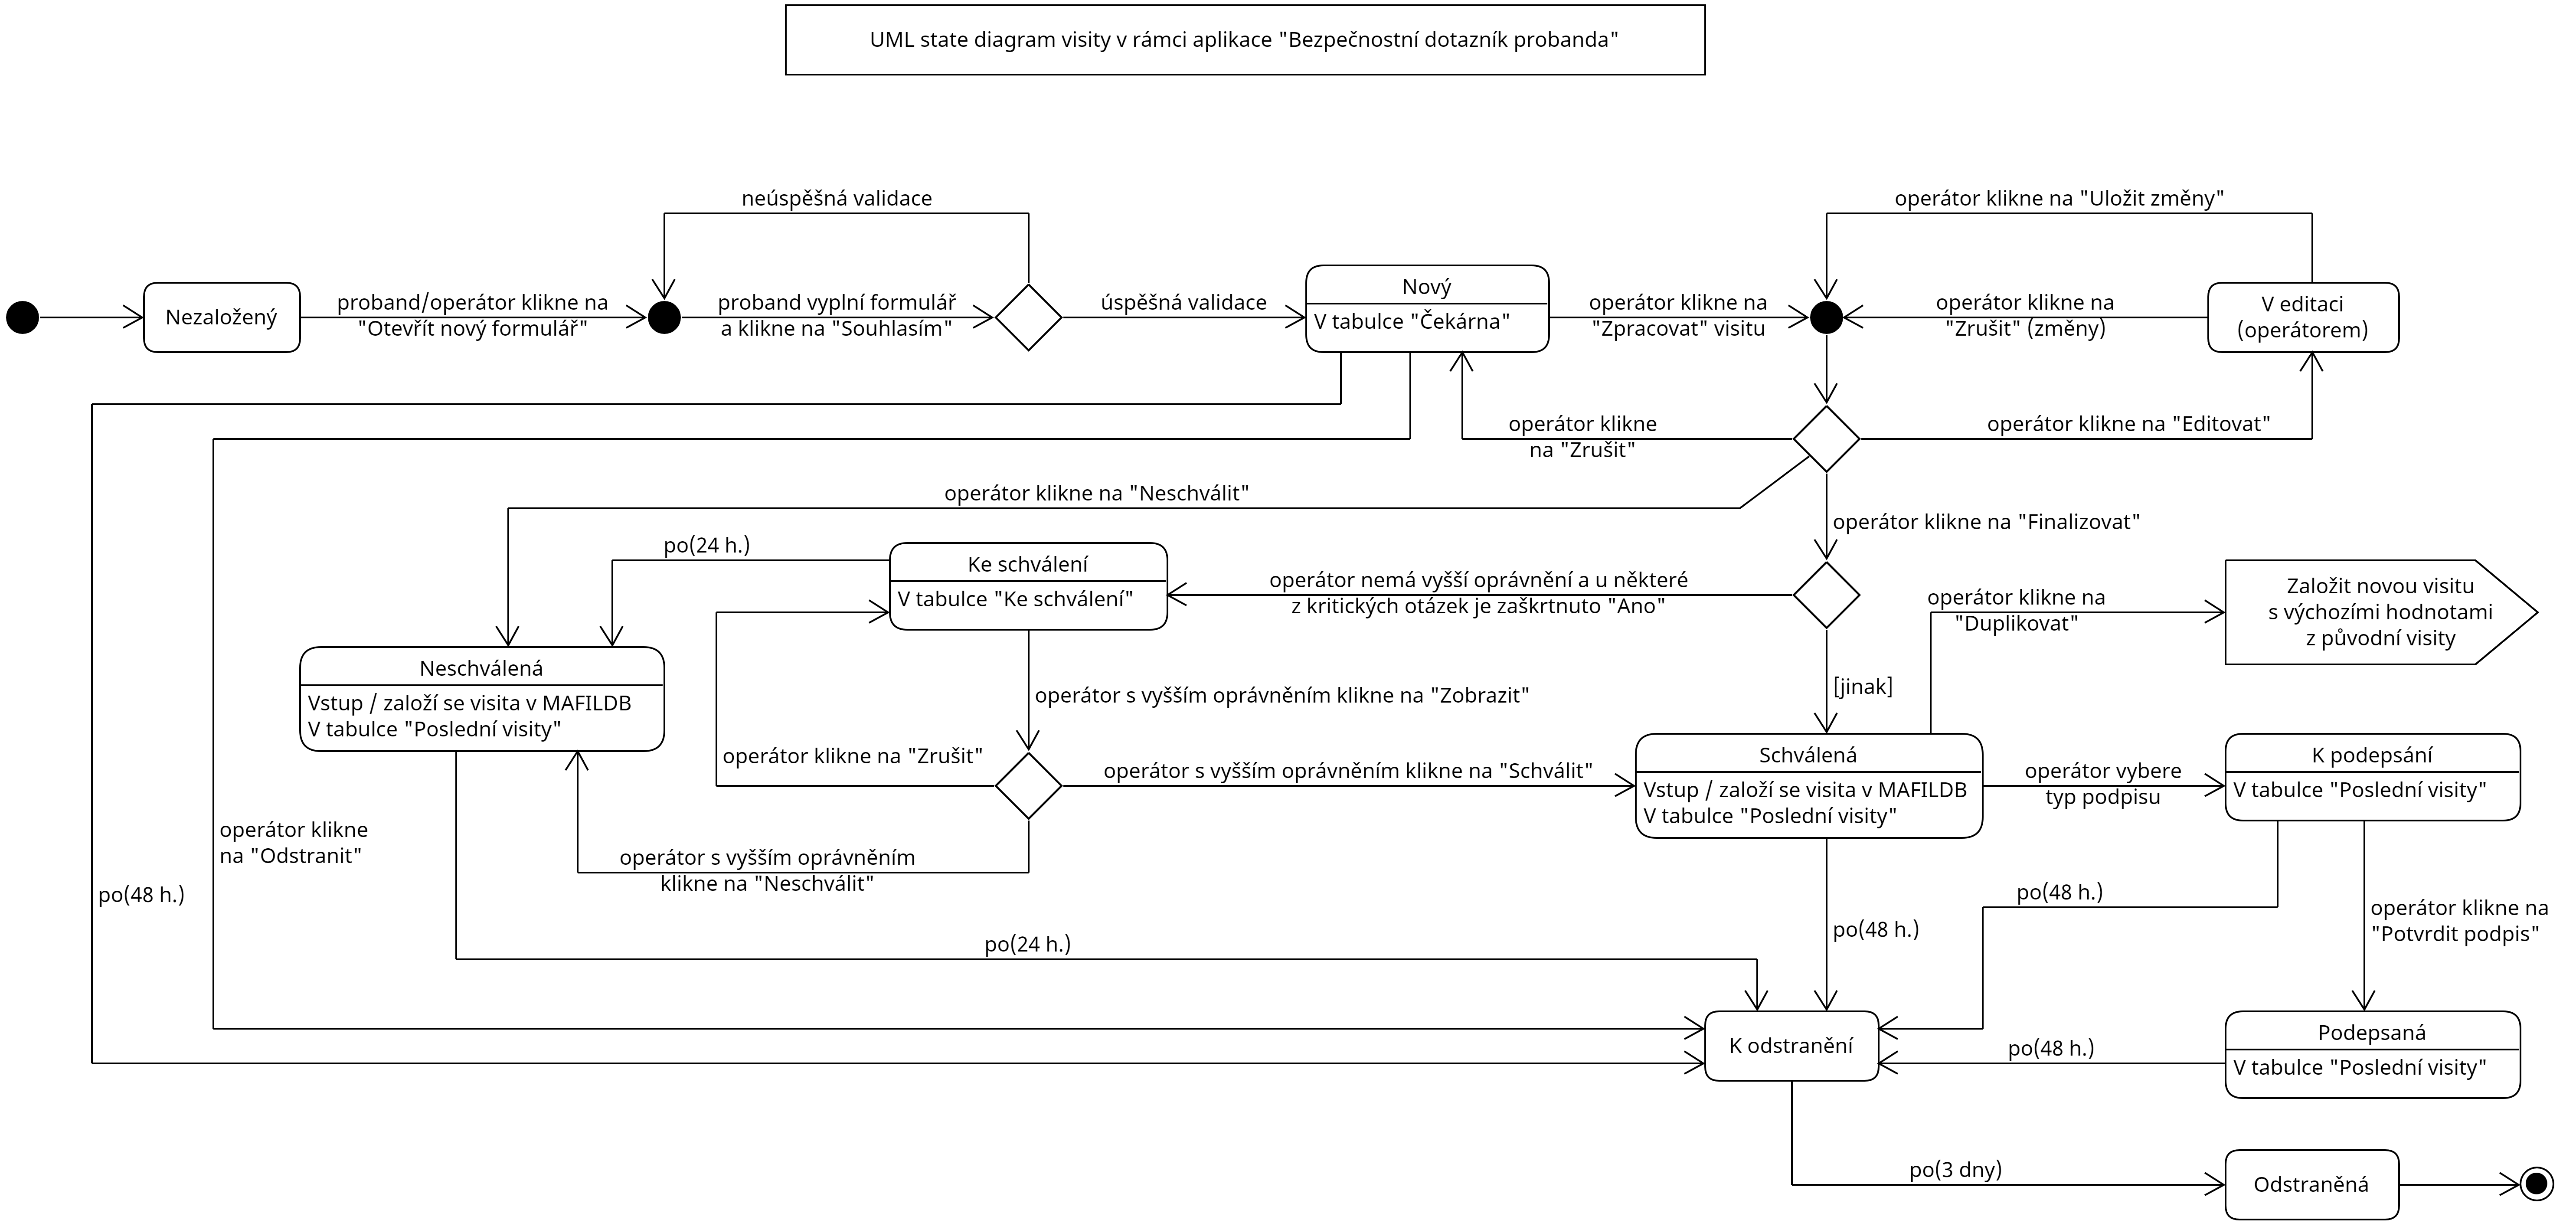 UML state diagram visity v rámci aplikace "Bezpečnostní dotazník probanda"
neúspěšná validace
operátor klikne na "Uložit změny"
Nezaložený
proband/operátor klikne na
"Otevřít nový formulář"
proband vyplní formulář
a klikne na "Souhlasím"
úspěšná validace
Nový
V tabulce "Čekárna"
operátor klikne na
"Zpracovat" visitu
operátor klikne na
"Zrušit" (změny)
V editaci
(operátorem)
operátor klikne
na "Zrušit"
operátor klikne na "Editovat"
operátor klikne na "Neschválit"
operátor klikne na "Finalizovat"
po(24 h.)
Ke schválení
V tabulce "Ke schválení"
operátor nemá vyšší oprávnění a u některé
z kritických otázek je zaškrtnuto "Ano"
operátor klikne na
"Duplikovat"
Založit novou visitu
s výchozími hodnotami
z původní visity
Neschválená
Vstup / založí se visita v MAFILDB
V tabulce "Poslední visity"
operátor s vyšším oprávněním klikne na "Zobrazit"
[jinak]
operátor klikne na "Zrušit"
operátor s vyšším oprávněním klikne na "Schválit"
Schválená
Vstup / založí se visita v MAFILDB
V tabulce "Poslední visity"
operátor vybere
typ podpisu
K podepsání
V tabulce "Poslední visity"
operátor klikne
na "Odstranit"
operátor s vyšším oprávněním
klikne na "Neschválit"
po(48 h.)
po(48 h.)
operátor klikne na
"Potvrdit podpis"
po(24 h.)
po(48 h.)
K odstranění
po(48 h.)
Podepsaná
V tabulce "Poslední visity"
po(3 dny)
Odstraněná